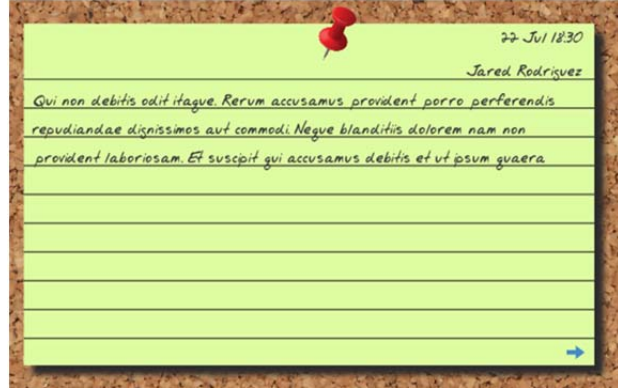 22 Jul 18:30
Jared Rodriguez
Qui non debitis odit itaque. Rerum accusamus provident porro perferendis
repudiandae dignissimos aut commodi. Neque blanditiis dolorem nam non
provident laboriosam. Et suscipit qui accusamus debitis et ut ipsum quaera